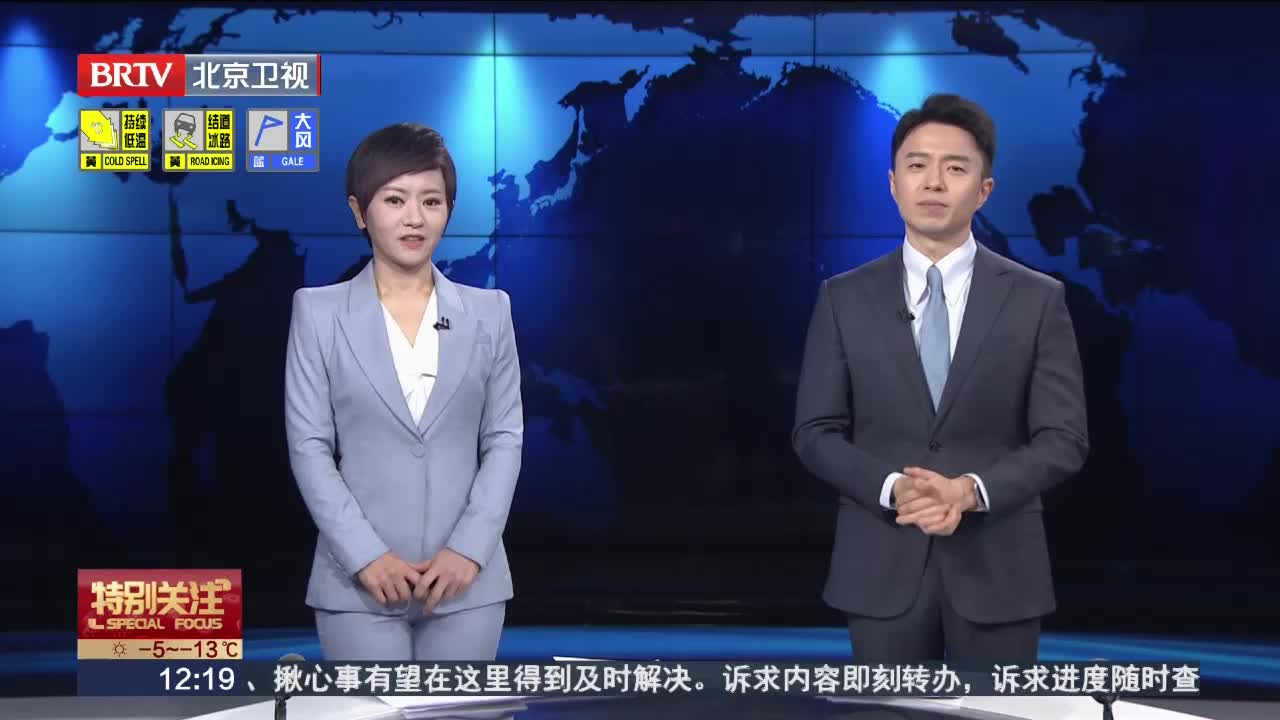 BRTV 北京卫视
持续低温
黄 COLD SPELL
道路结冰
黄 ROAD ICING
大风
蓝 GALE
特别关注
SPECIAL FOCUS
-5~-13℃
12:19 、揪心事有望在这里得到及时解决。诉求内容即刻转办，诉求进度随时查